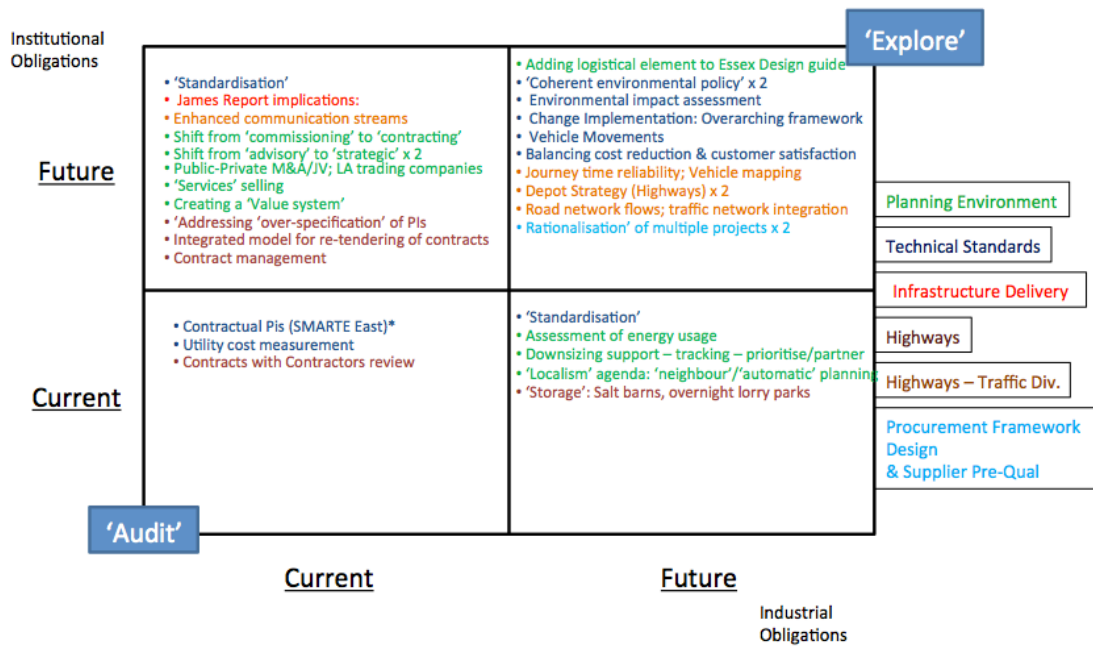 Institutional
Obligations
'Explore'
Future
• 'Standardisation'
• James Report implications:
• Enhanced communication streams
• Shift from 'commissioning' to 'contracting'
• Shift from 'advisory' to 'strategic' x 2
• Public-Private M&A/JV; LA trading companies
• 'Services' selling
• Creating a 'Value system'
• 'Addressing 'over-specification' of PIs
• Integrated model for re-tendering of contracts
• Contract management
• Adding logistical element to Essex Design guide
• 'Coherent environmental policy' x 2
• Environmental impact assessment
• Change Implementation: Overarching framework
• Vehicle Movements
• Balancing cost reduction & customer satisfaction
• Journey time reliability; Vehicle mapping
• Depot Strategy (Highways) x 2
• Road network flows; traffic network integration
• Rationalisation' of multiple projects x 2
Planning Environment
Technical Standards
Infrastructure Delivery
Highways
Highways – Traffic Div.
Procurement Framework
Design
& Supplier Pre-Qual
Current
• Contractual Pis (SMARTE East)*
• Utility cost measurement
• Contracts with Contractors review
• 'Standardisation'
• Assessment of energy usage
• Downsizing support – tracking – prioritise/partner
• 'Localism' agenda: 'neighbour'/'automatic' planning
• 'Storage': Salt barns, overnight lorry parks
'Audit'
Current
Future
Industrial
Obligations